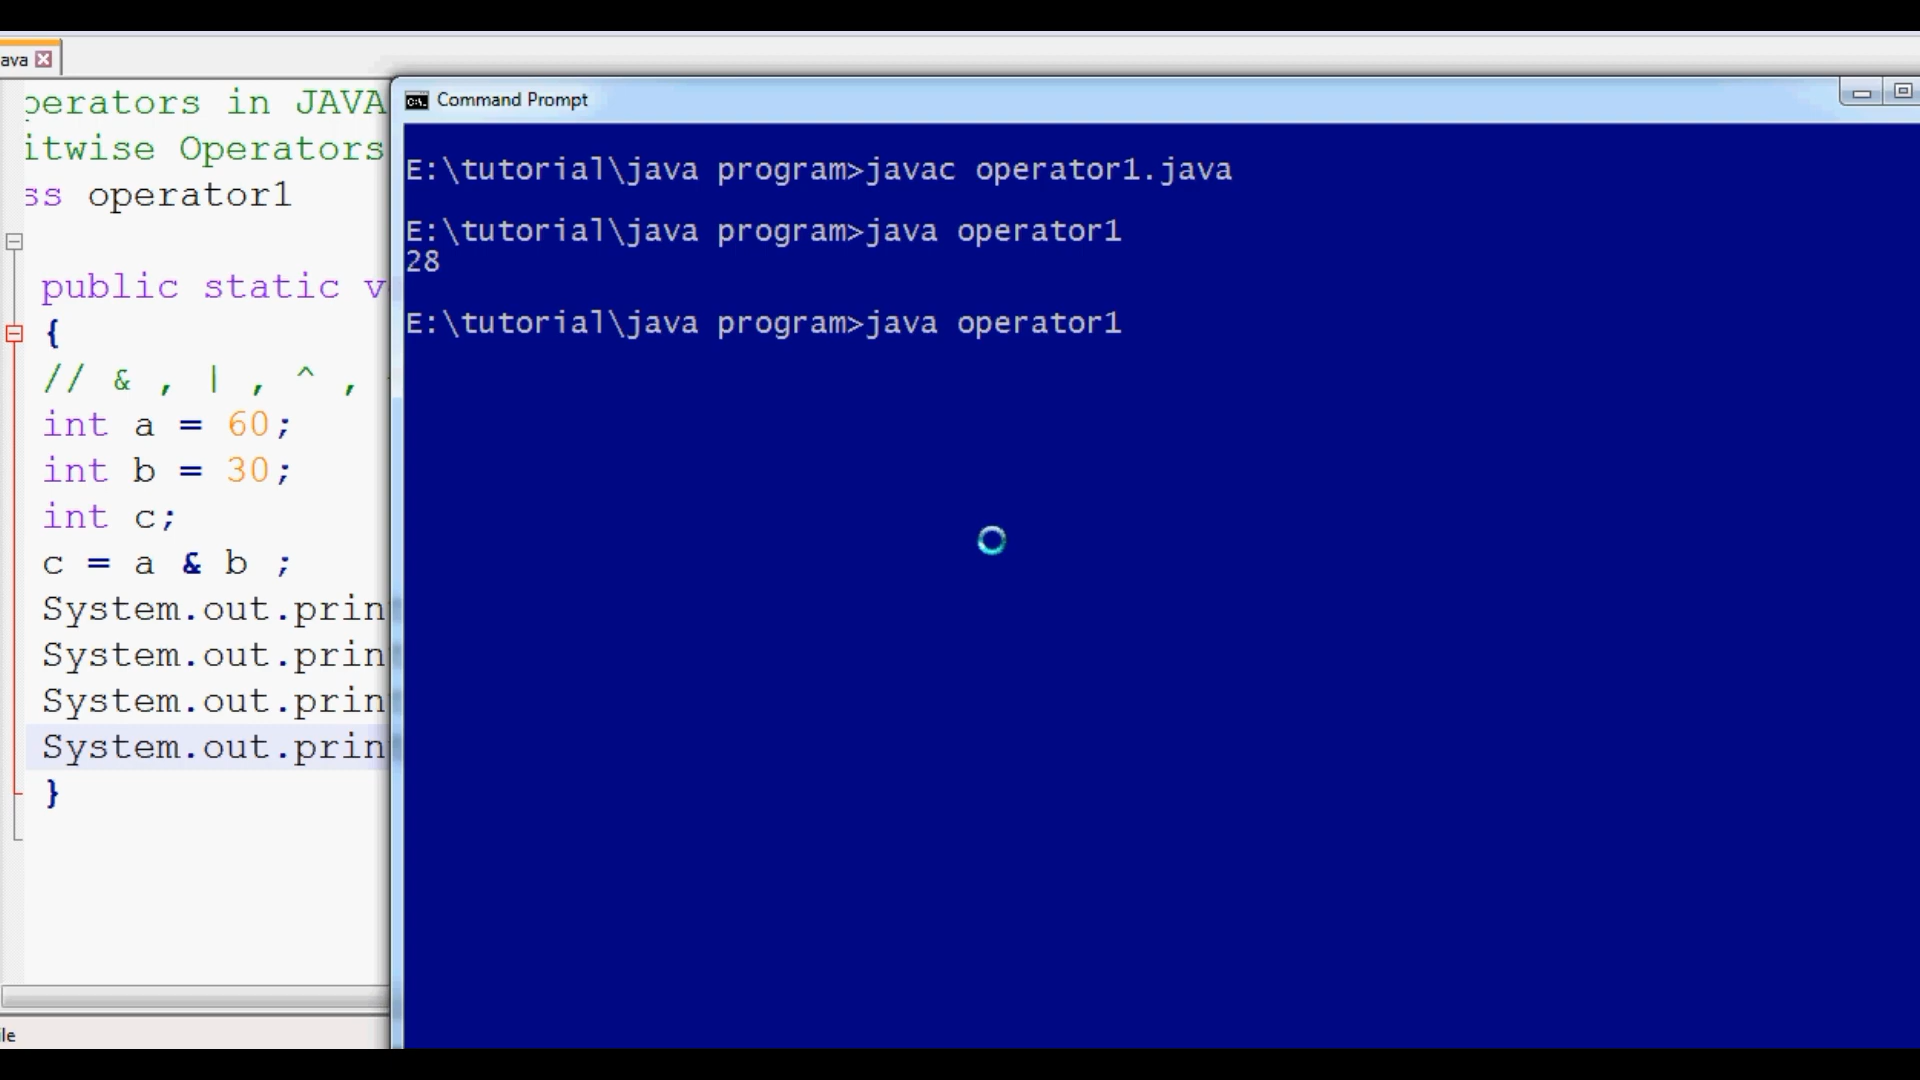 ava
perators in JAVA
itwise Operators
ss operator1
public static v
{
// & , | , ^ ,
int a = 60;
int b = 30;
int c;
c = a & b ;
System.out.prin
System.out.prin
System.out.prin
System.out.prin
}
ile
Command Prompt
E:\tutorial\java program>javac operator1.java
E:\tutorial\java program>java operator1
28
E:\tutorial\java program>java operator1